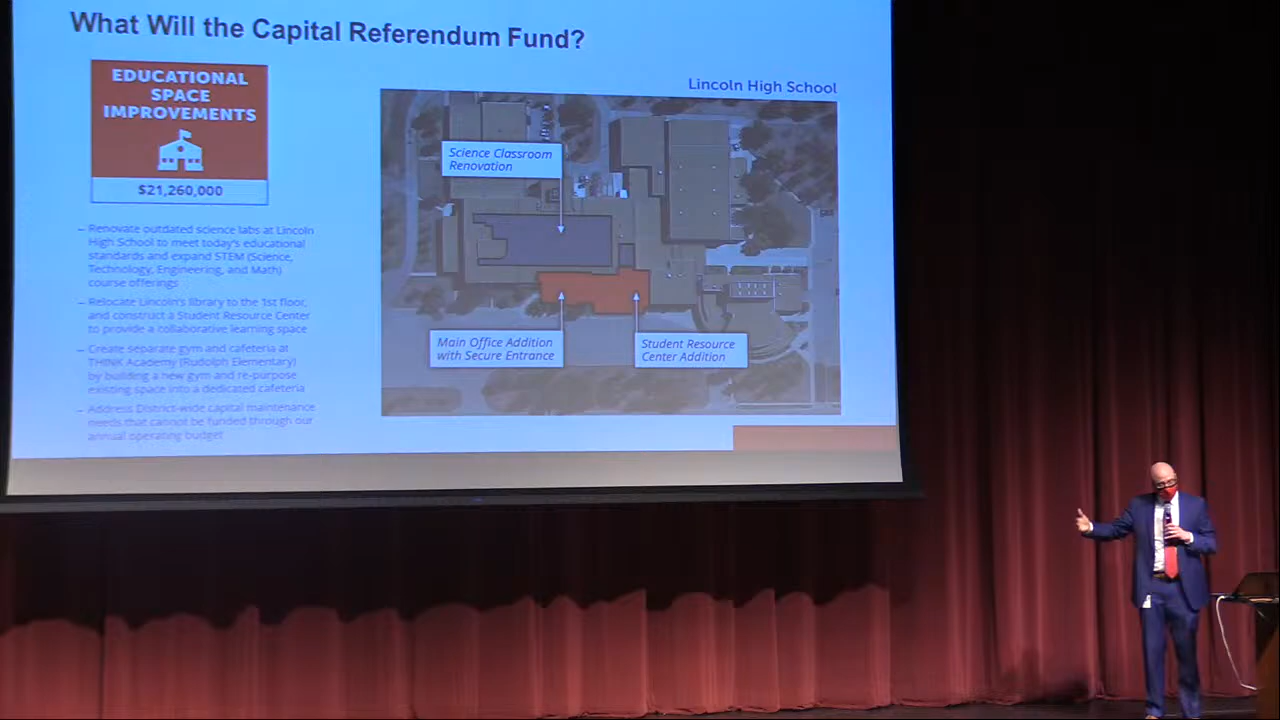 What Will the Capital Referendum Fund?
EDUCATIONAL
SPACE
IMPROVEMENTS
$21,260,000
– Renovate outdated science labs at Lincoln
High School to meet today's educational
standards and expand STEM (Science,
Technology, Engineering, and Math)
course offerings
– Relocate Lincoln's library to the 1st floor,
and construct a Student Resource Center
to provide a collaborative learning space
– Create separate gym and cafeteria at
THINK Academy (Rudolph Elementary)
by building a new gym and re-purpose
existing space into a dedicated cafeteria
– Address District-wide capital maintenance
needs that cannot be funded through our
annual operating budget
Lincoln High School
Science Classroom
Renovation
Main Office Addition
with Secure Entrance
Student Resource
Center Addition